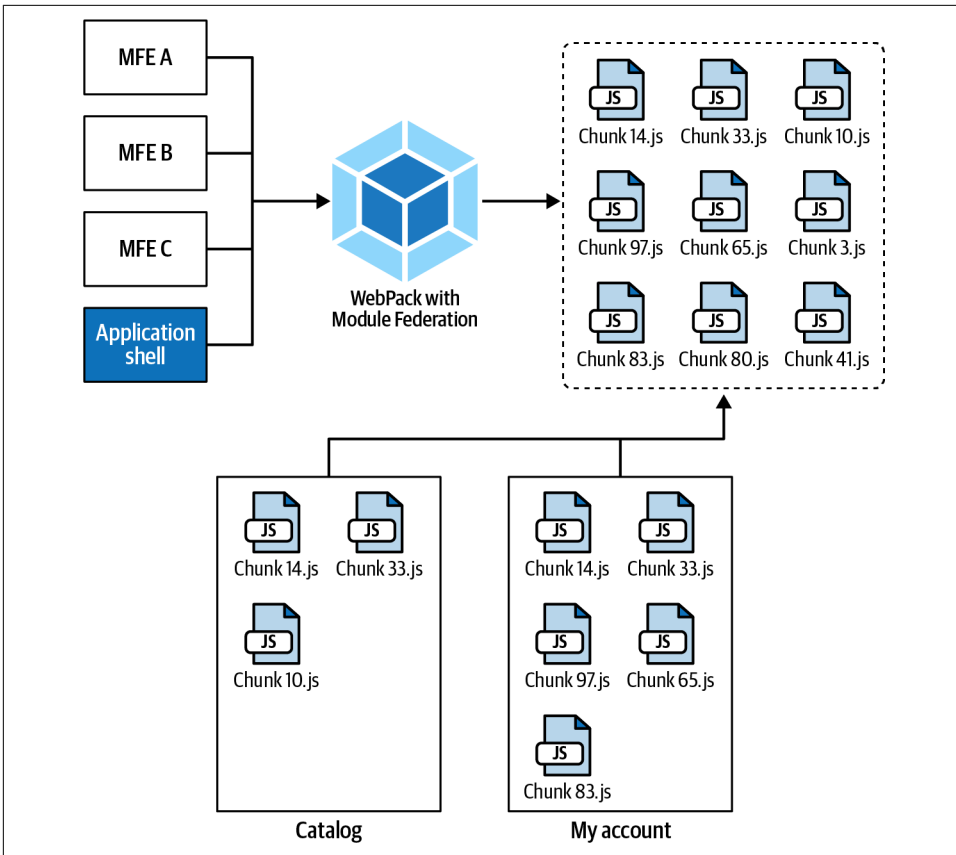 MFE A
MFE B
MFE C
Application
shell
WebPack with
Module Federation
JS
JS
JS
Chunk 14.js
Chunk 33.js
Chunk 10.js
JS
JS
JS
Chunk 97.js
Chunk 65.js
Chunk 3.js
JS
JS
JS
Chunk 83.js
Chunk 80.js
Chunk 41.js
JS
JS
Chunk 14.js
Chunk 33.js
JS
Chunk 10.js
Catalog
JS
JS
Chunk 14.js
Chunk 33.js
JS
JS
Chunk 97.js
Chunk 65.js
JS
Chunk 83.js
My account